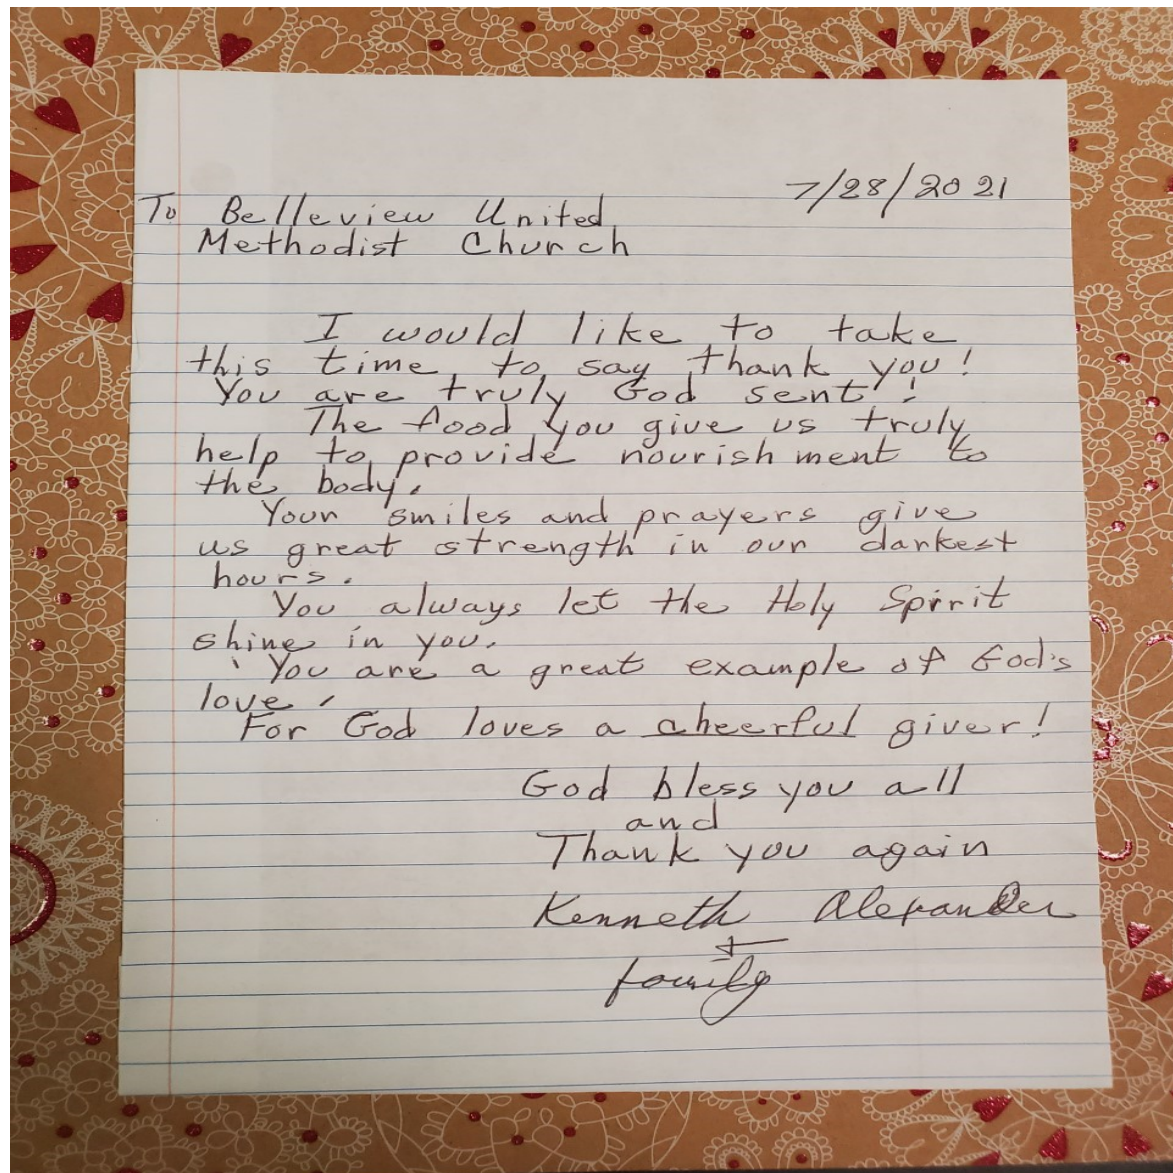 7/28/2021
To Belleview United
Methodist Church
I would like to take
this time to say thank you!
You are truly God sent!
The food you give us truly
help to provide nourishment to
the body.
Your smiles and prayers give
us great strength in our darkest
hours.
You always let the Holy Spirit
shine in you.
You are a great example of God's
love.
For God loves a cheerful giver!
God bless you all
and
Thank you again
Kenneth Alexander
+
family